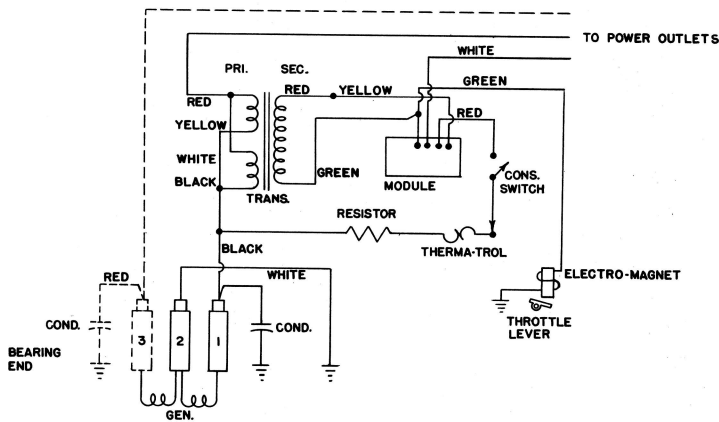 TO POWER OUTLETS
WHITE
GREEN
PRI.
SEC.
RED
RED
YELLOW
RED
YELLOW
WHITE
BLACK
GREEN
TRANS.
MODULE
CONS.
SWITCH
RESISTOR
THERMA-TROL
BLACK
WHITE
RED
ELECTRO-MAGNET
THROTTLE
LEVER
COND.
COND.
BEARING
END
3
2
1
GEN.